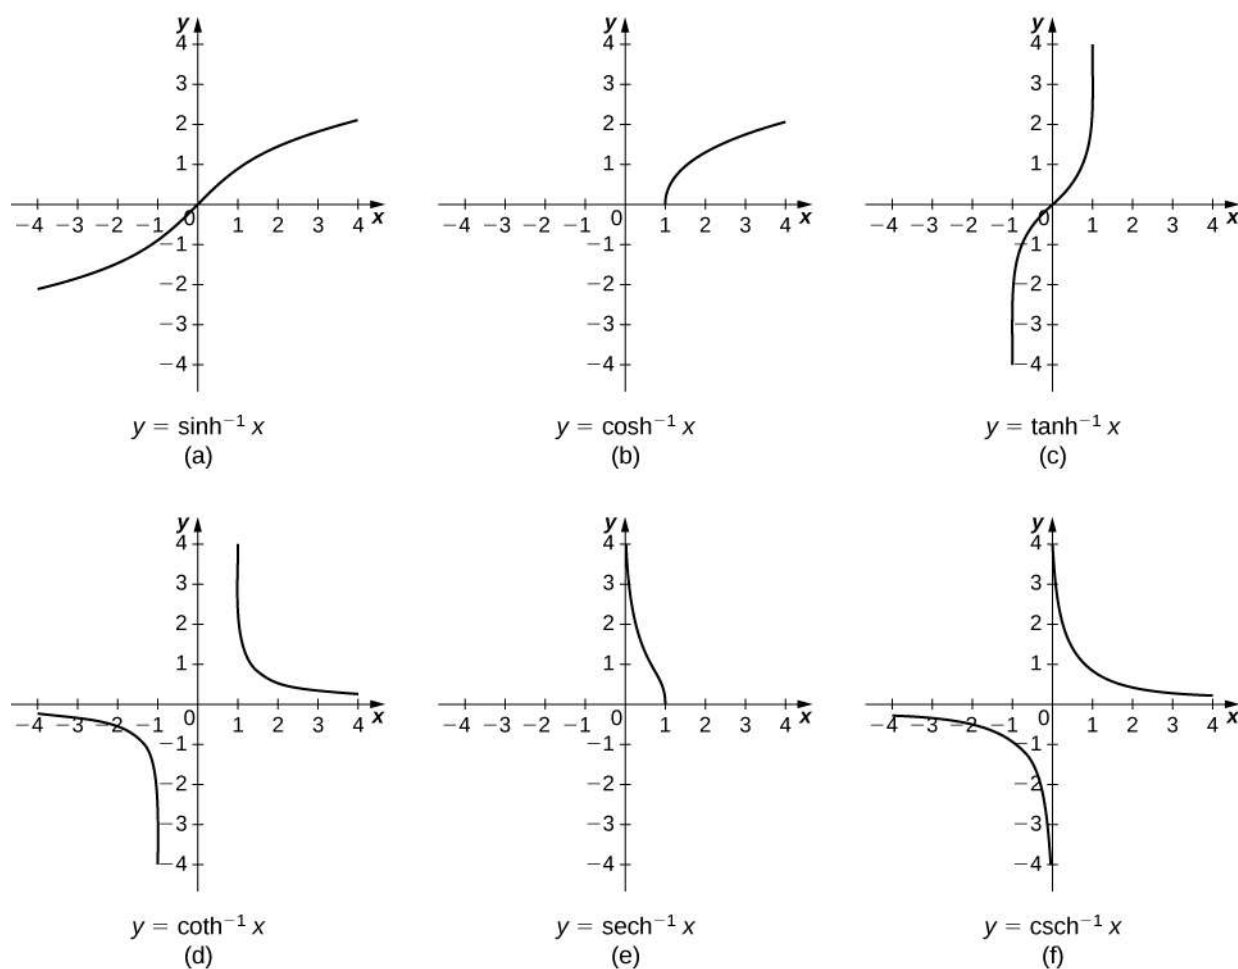 y
4
3
2
1
0
−4 −3 −2 −1 1 2 3 4 x
−1
−2
−3
−4
y = sinh⁻¹ x
(a)
y
4
3
2
1
0
−4 −3 −2 −1 1 2 3 4 x
−1
−2
−3
−4
y = cosh⁻¹ x
(b)
y
4
3
2
1
0
−4 −3 −2 −1 1 2 3 4 x
−1
−2
−3
−4
y = tanh⁻¹ x
(c)
y
4
3
2
1
0
−4 −3 −2 −1 1 2 3 4 x
−1
−2
−3
−4
y = coth⁻¹ x
(d)
y
4
3
2
1
0
−4 −3 −2 −1 1 2 3 4 x
−1
−2
−3
−4
y = sech⁻¹ x
(e)
y
4
3
2
1
0
−4 −3 −2 −1 1 2 3 4 x
−1
−2
−3
−4
y = csch⁻¹ x
(f)